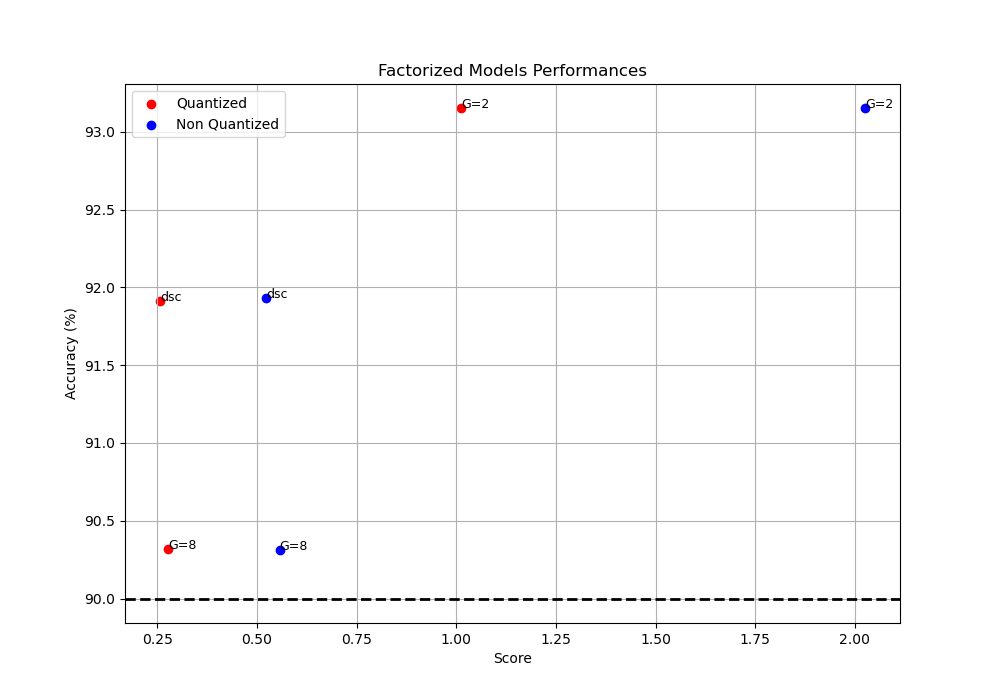 Factorized Models Performances
Quantized
Non Quantized
G=2
G=2
dsc
dsc
G=8
G=8
93.0
92.5
92.0
91.5
91.0
90.5
90.0
Accuracy (%)
0.25 0.50 0.75 1.00 1.25 1.50 1.75 2.00
Score